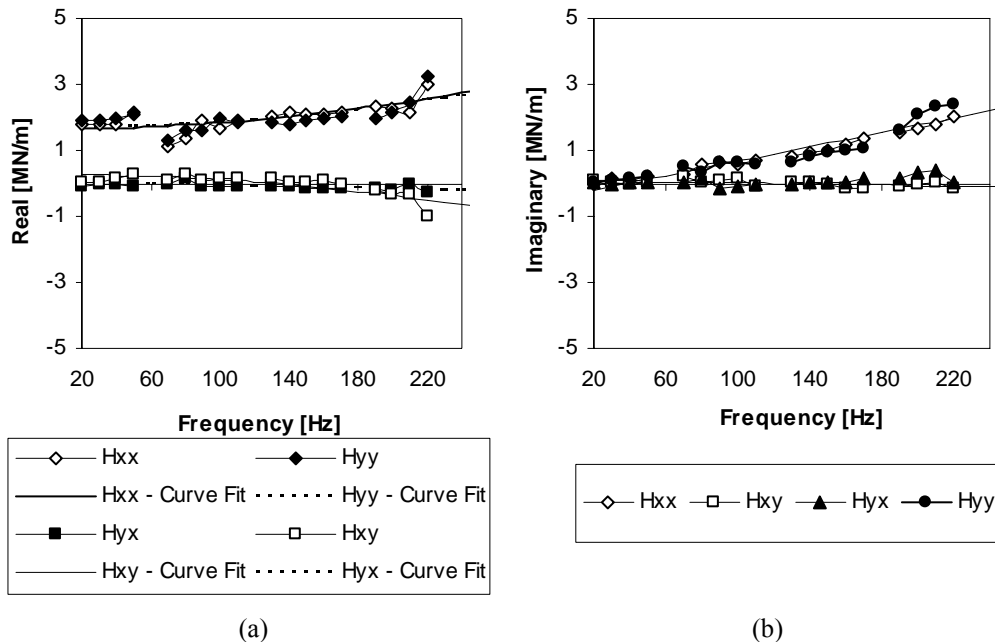 5
3
1
-1
-3
-5
Real [MN/m]
20 60 100 140 180 220
Frequency [Hz]
Hxx Hyy
Hxx - Curve Fit Hyy - Curve Fit
Hyx Hxy
Hxy - Curve Fit Hyx - Curve Fit
(a)
5
3
1
-1
-3
-5
Imaginary [MN/m]
20 60 100 140 180 220
Frequency [Hz]
Hxx Hxy Hyx Hyy
(b)